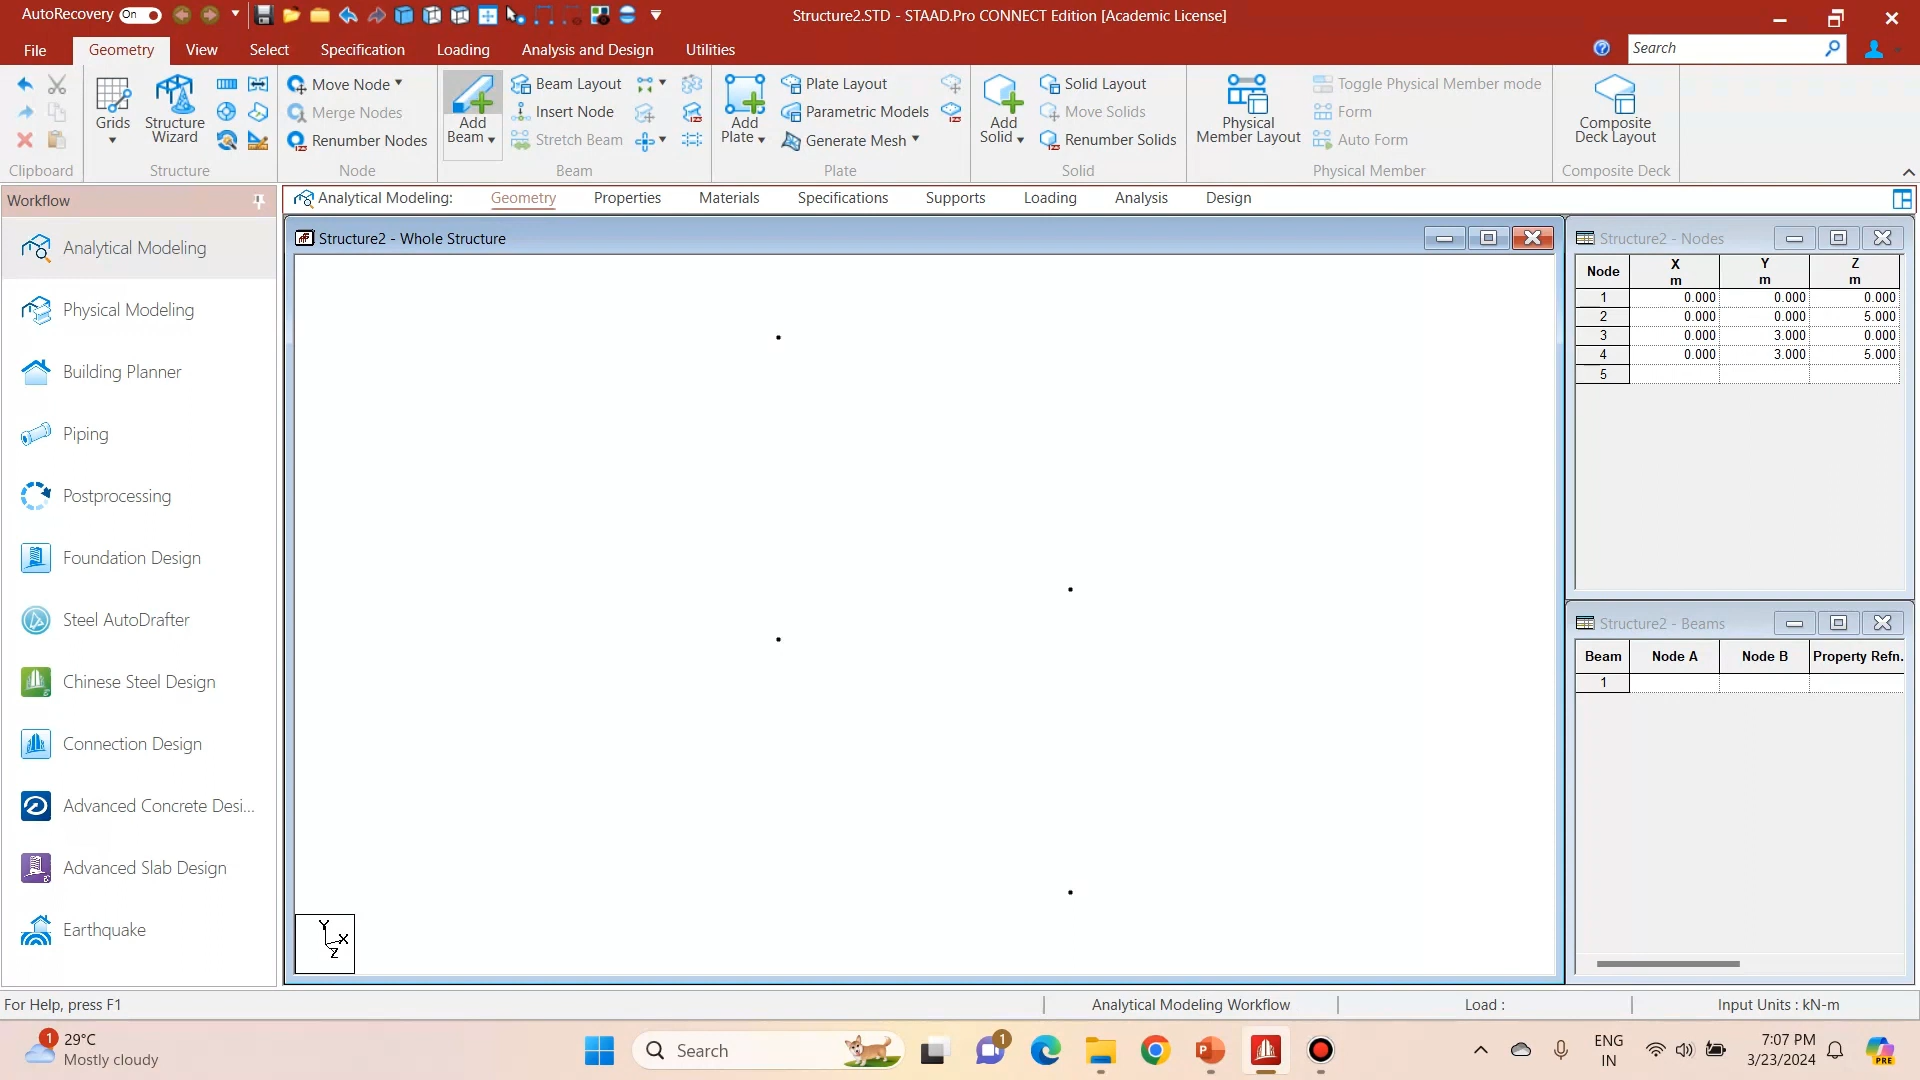 AutoRecovery On
Structure2.STD - STAAD.Pro CONNECT Edition [Academic License]
File Geometry View Select Specification Loading Analysis and Design Utilities Search
Move Node Beam Layout Plate Layout Solid Layout Toggle Physical Member mode
Merge Nodes Insert Node Parametric Models Move Solids Form
Grids Structure Wizard Add Beam Add Plate Add Solid Physical Member Layout Composite Deck Layout
Renumber Nodes Stretch Beam Generate Mesh Renumber Solids Auto Form
Clipboard Structure Node Beam Plate Solid Physical Member Composite Deck
Workflow
Analytical Modeling: Geometry Properties Materials Specifications Supports Loading Analysis Design
Analytical Modeling
Physical Modeling
Building Planner
Piping
Postprocessing
Foundation Design
Steel AutoDrafter
Chinese Steel Design
Connection Design
Advanced Concrete Desi...
Advanced Slab Design
Earthquake
Structure2 - Whole Structure
Y
X
Z
Structure2 - Nodes
Node X m Y m Z m
1 0.000 0.000 0.000
2 0.000 0.000 5.000
3 0.000 3.000 0.000
4 0.000 3.000 5.000
5
Structure2 - Beams
Beam Node A Node B Property Refn.
1
For Help, press F1 Analytical Modeling Workflow Load : Input Units : kN-m
1 29°C
Mostly cloudy
Search
1
ENG
IN
7:07 PM
3/23/2024
PRE